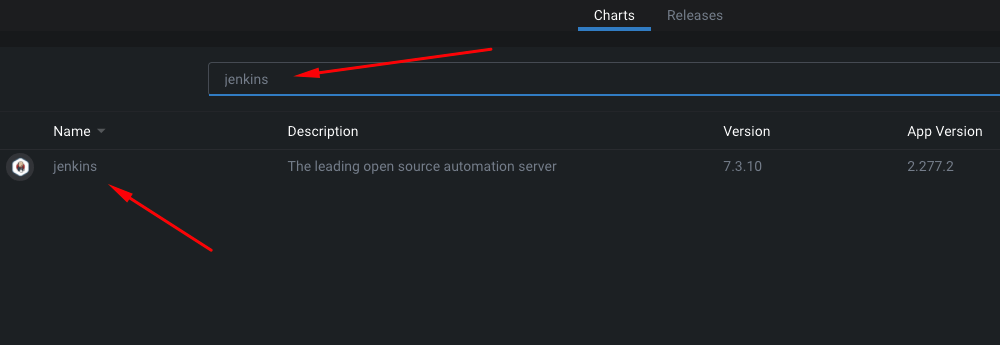 Charts Releases
jenkins
Name Description Version App Version
jenkins The leading open source automation server 7.3.10 2.277.2